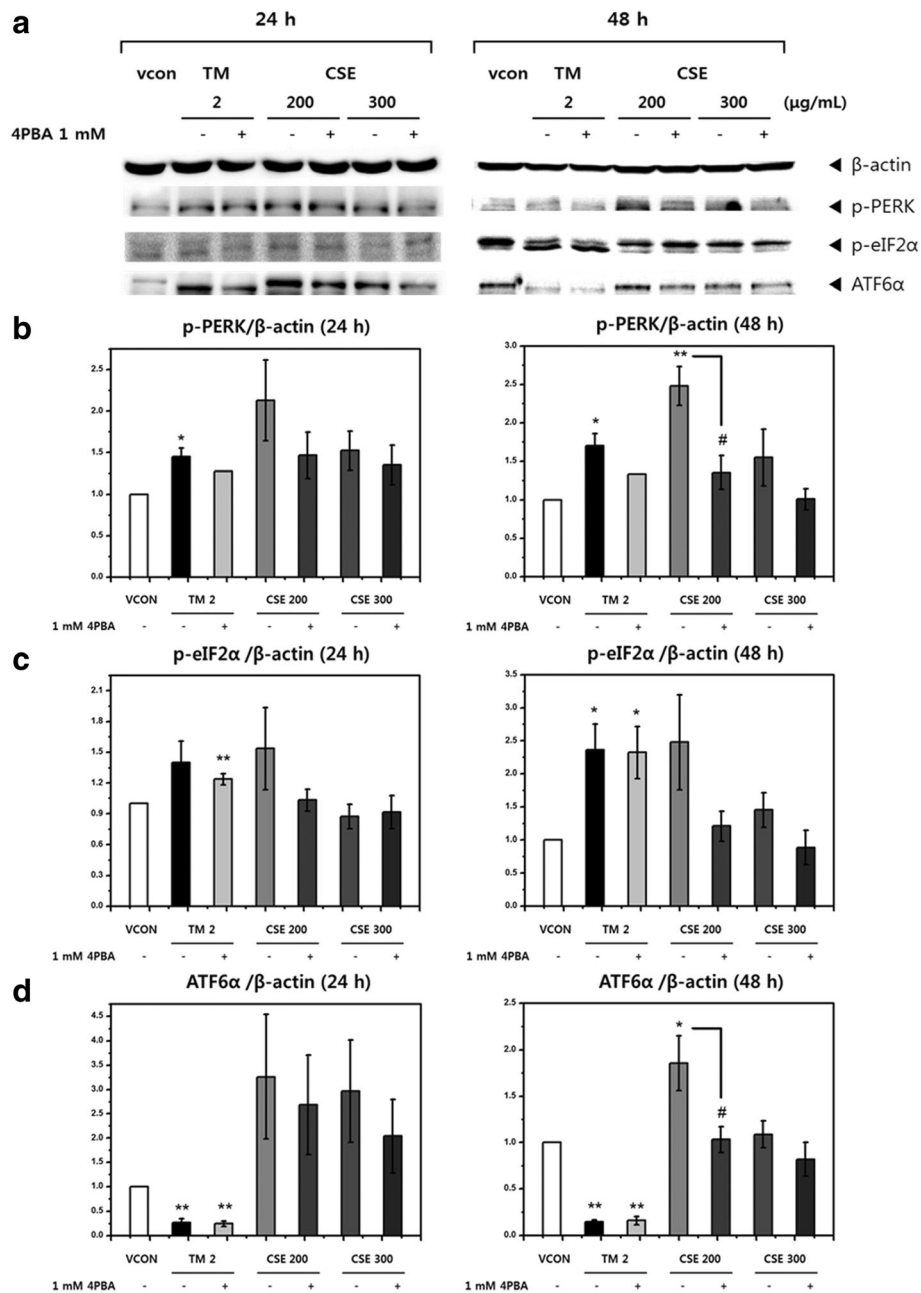 a
24 h 48 h
vcon TM CSE vcon TM CSE
2 200 300 2 200 300 (μg/mL)
4PBA 1 mM - + - + - + - + - + - +
◄ β-actin
◄ p-PERK
◄ p-eIF2α
◄ ATF6α
b
p-PERK/β-actin (24 h)
2.5
2.0
1.5
1.0
0.5
0.0
*
VCON TM 2 CSE 200 CSE 300
1 mM 4PBA - - + - + - +
p-PERK/β-actin (48 h)
3.0
2.5
2.0
1.5
1.0
0.5
0.0
* ** #
VCON TM 2 CSE 200 CSE 300
1 mM 4PBA - - + - + - +
c
p-eIF2α /β-actin (24 h)
2.1
1.8
1.5
1.2
0.9
0.6
0.3
0.0
**
VCON TM 2 CSE 200 CSE 300
1 mM 4PBA - - + - + - +
p-eIF2α /β-actin (48 h)
3.5
3.0
2.5
2.0
1.5
1.0
0.5
0.0
* *
VCON TM 2 CSE 200 CSE 300
1 mM 4PBA - - + - + - +
d
ATF6α /β-actin (24 h)
4.5
4.0
3.5
3.0
2.5
2.0
1.5
1.0
0.5
0.0
** **
VCON TM 2 CSE 200 CSE 300
1 mM 4PBA - - + - + - +
ATF6α /β-actin (48 h)
2.5
2.0
1.5
1.0
0.5
0.0
** ** * #
VCON TM 2 CSE 200 CSE 300
1 mM 4PBA - - + - + - +